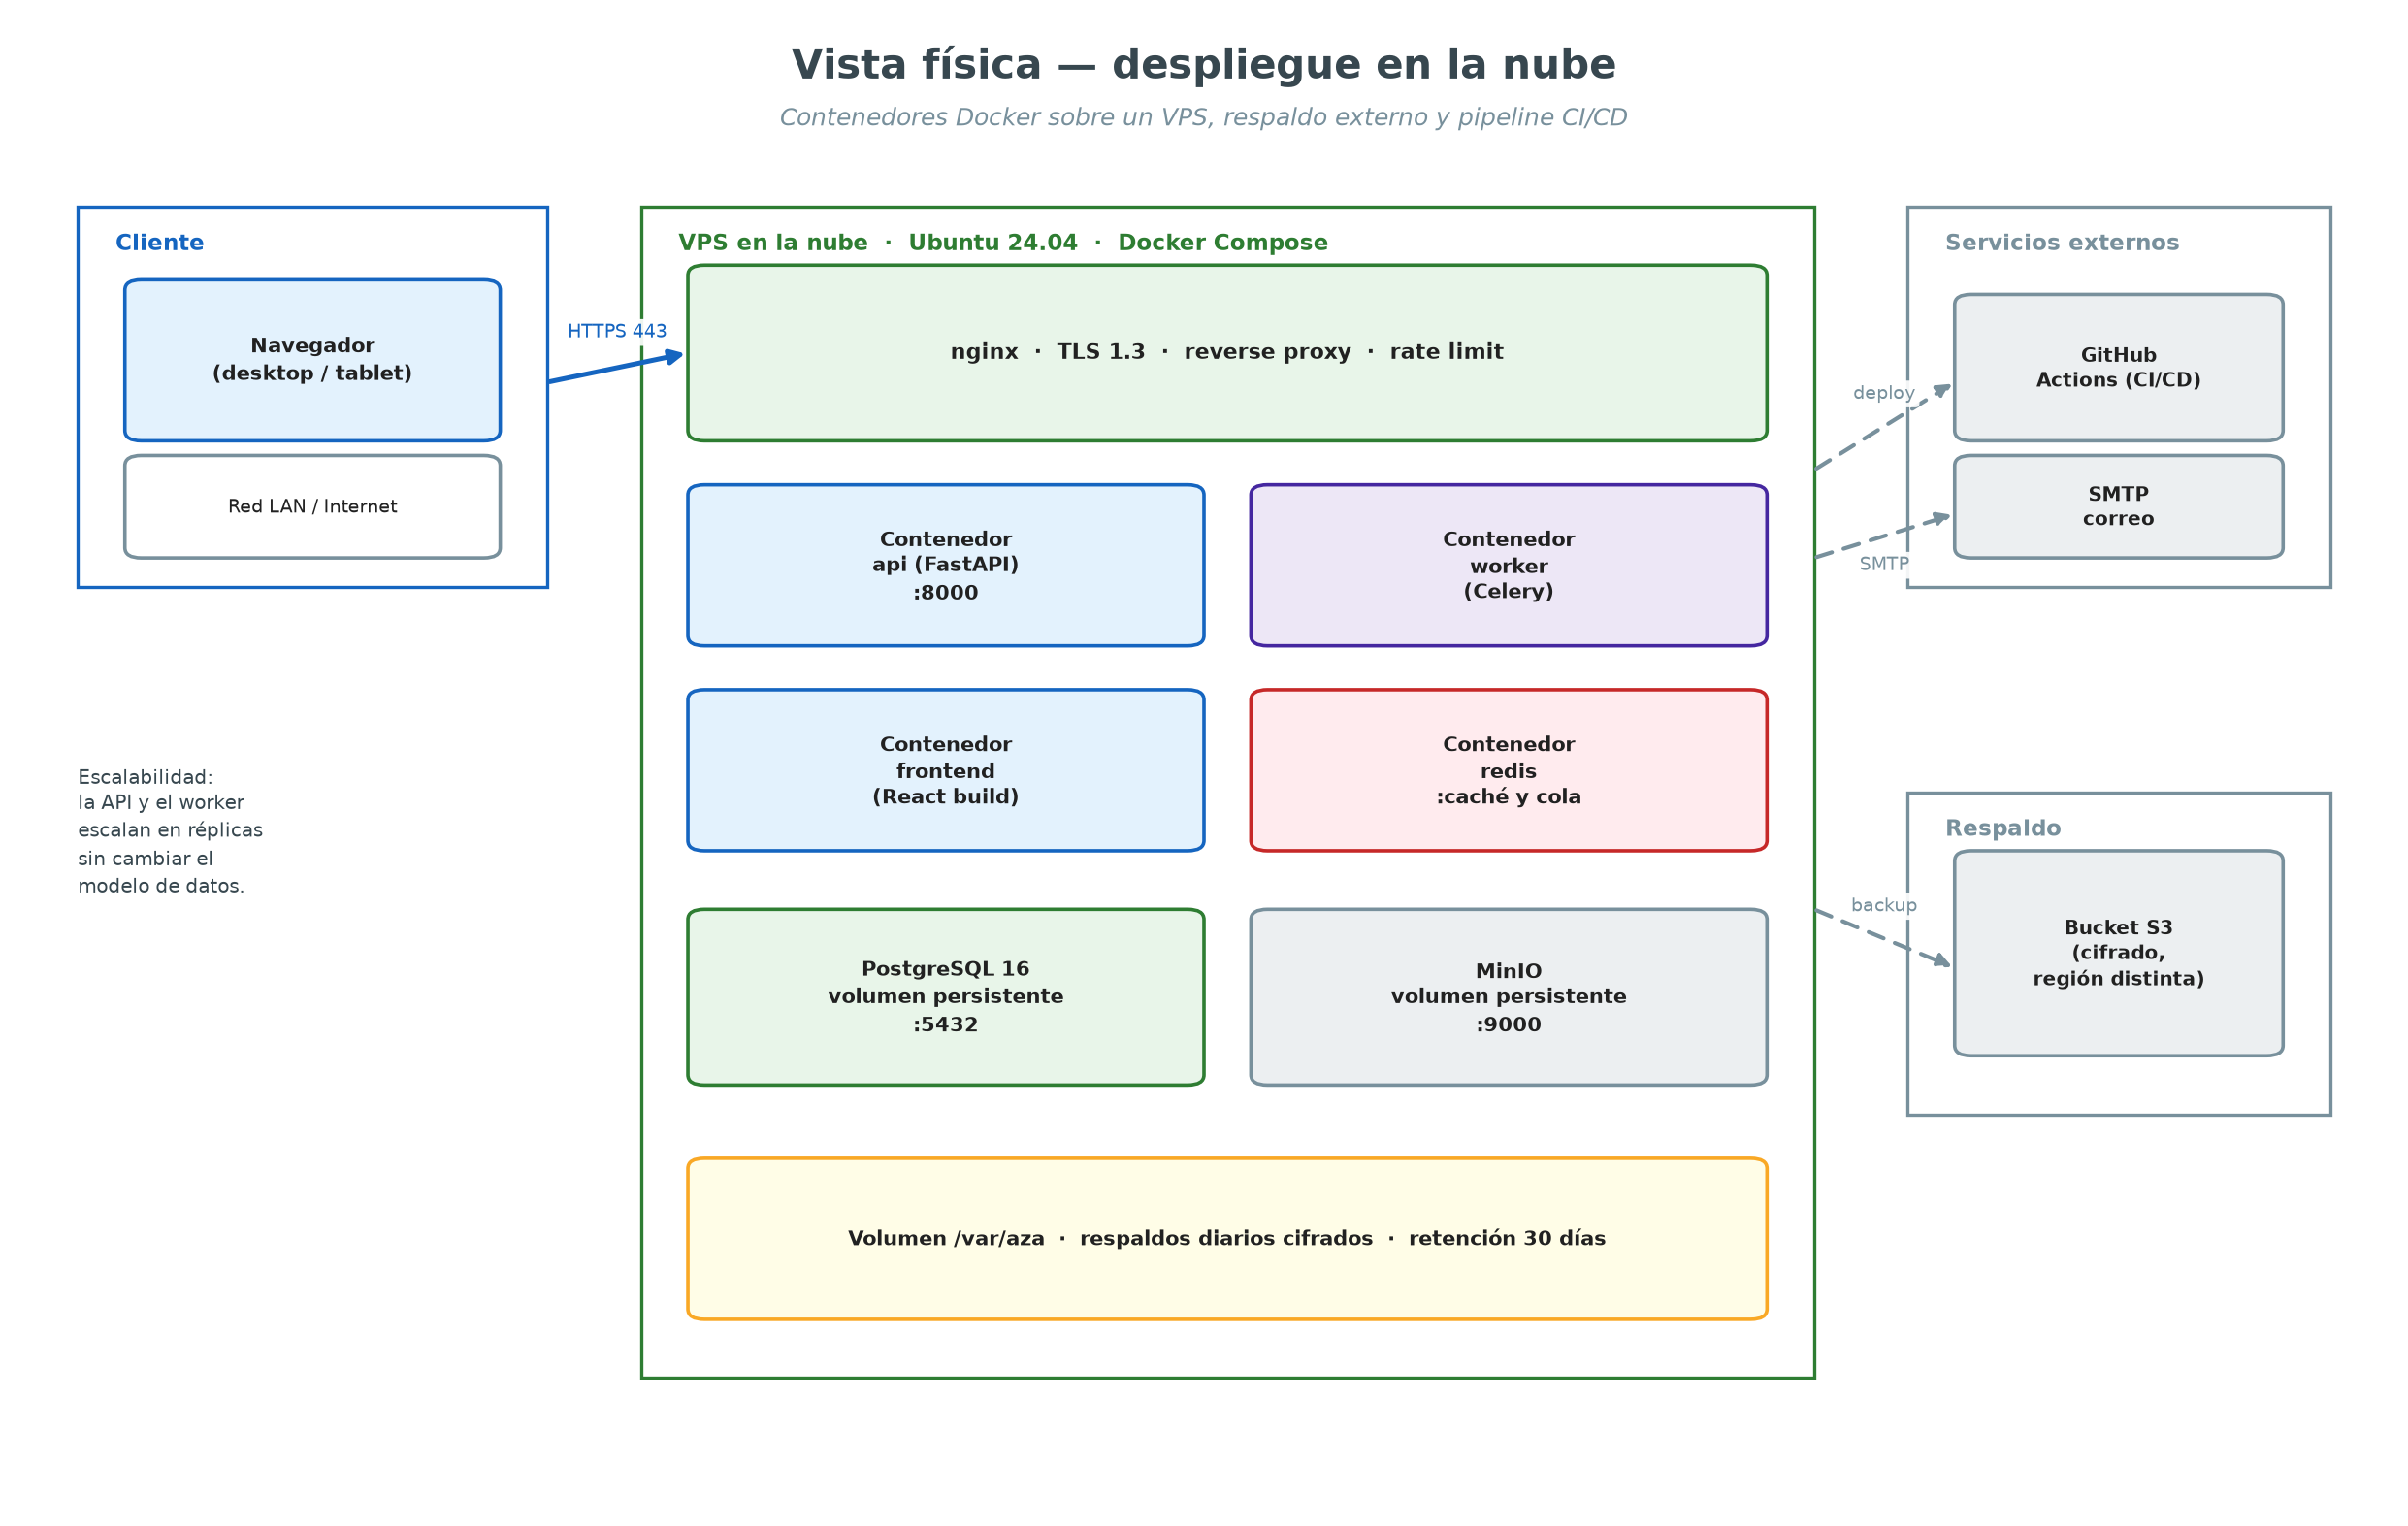 Vista física — despliegue en la nube
Contenedores Docker sobre un VPS, respaldo externo y pipeline CI/CD
Cliente
Navegador
(desktop / tablet)
Red LAN / Internet
HTTPS 443
VPS en la nube · Ubuntu 24.04 · Docker Compose
nginx · TLS 1.3 · reverse proxy · rate limit
Contenedor
api (FastAPI)
:8000
Contenedor
worker
(Celery)
Contenedor
frontend
(React build)
Contenedor
redis
:caché y cola
PostgreSQL 16
volumen persistente
:5432
MinIO
volumen persistente
:9000
Volumen /var/aza · respaldos diarios cifrados · retención 30 días
deploy
SMTP
Servicios externos
GitHub
Actions (CI/CD)
SMTP
correo
backup
Respaldo
Bucket S3
(cifrado,
región distinta)
Escalabilidad:
la API y el worker
escalan en réplicas
sin cambiar el
modelo de datos.